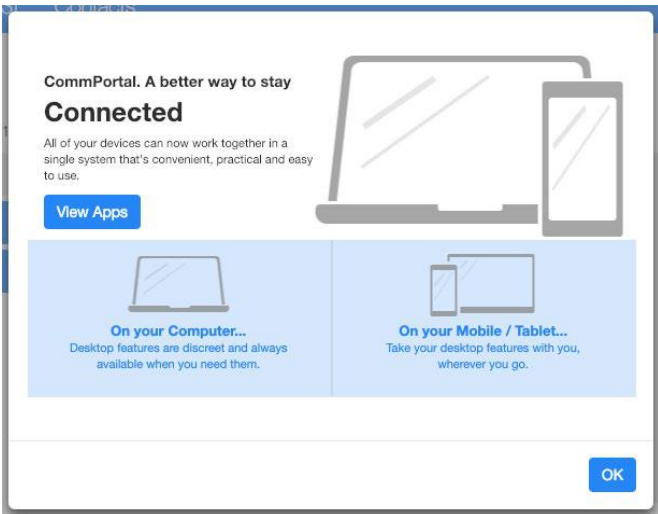 Contacts
CommPortal. A better way to stay
Connected
All of your devices can now work together in a
single system that's convenient, practical and easy
to use.
View Apps
On your Computer...
Desktop features are discreet and always
available when you need them.
On your Mobile / Tablet...
Take your desktop features with you,
wherever you go.
OK